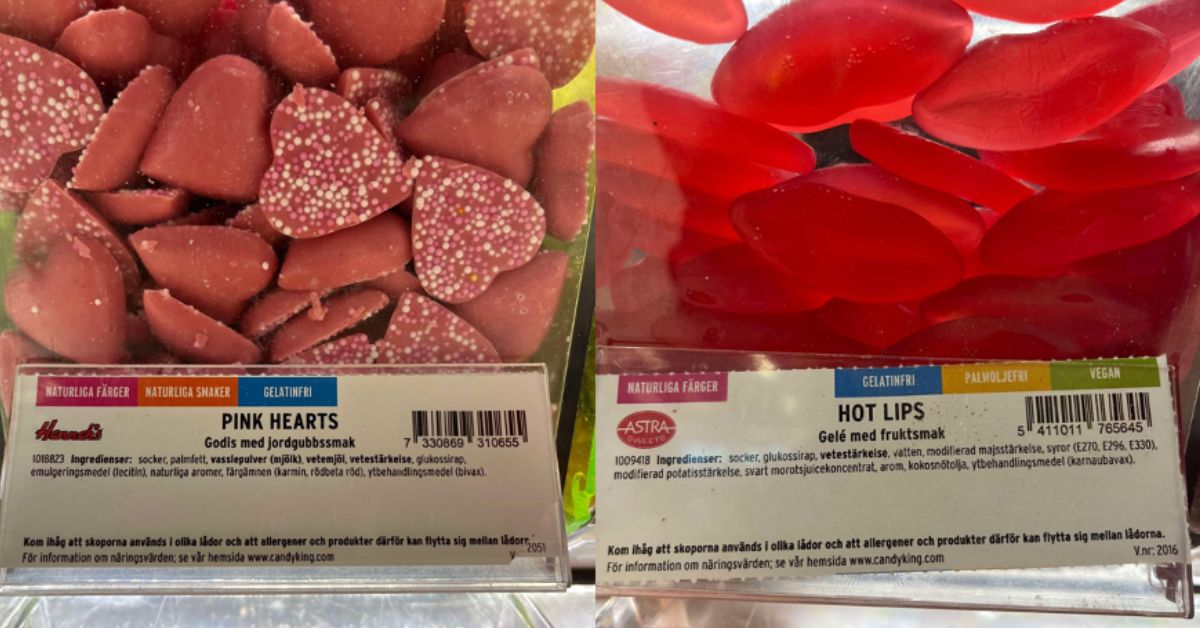 NATURLIGA FÄRGER NATURLIGA SMAKER GELATINFRI
Hannah's
PINK HEARTS
Godis med jordgubbssmak
7 330869 310655
1018823 Ingredienser: socker, palmfett, vasslepulver (mjölk), vetemjöl, vetestärkelse, glukossirap,
emulgeringsmedel (lecitin), naturliga aromer, färgämnen (karmin, rödbeta röd), ytbehandlingsmedel (bivax).
Kom ihåg att skoporna används i olika lådor och att allergener och produkter därför kan flytta sig mellan lådorn
För information om näringsvärden; se vår hemsida www.candyking.com
2051
NATURLIGA FÄRGER GELATINFRI PALMOLJEFRI VEGAN
ASTRA
SWEETS
HOT LIPS
Gelé med fruktsmak
5 411011 765645
1009418 Ingredienser: socker, glukossirap, vetestärkelse, vatten, modifierad majsstärkelse, syror (E270, E296, E330),
modifierad potatisstärkelse, svart morotsjuicekoncentrat, arom, kokosnötolja, ytbehandlingsmedel (karnaubavax).
Kom ihåg att skoporna används i olika lådor och att allergener och produkter därför kan flytta sig mellan lådorna.
För information om näringsvärden; se vår hemsida www.candyking.com
V.nr: 2016